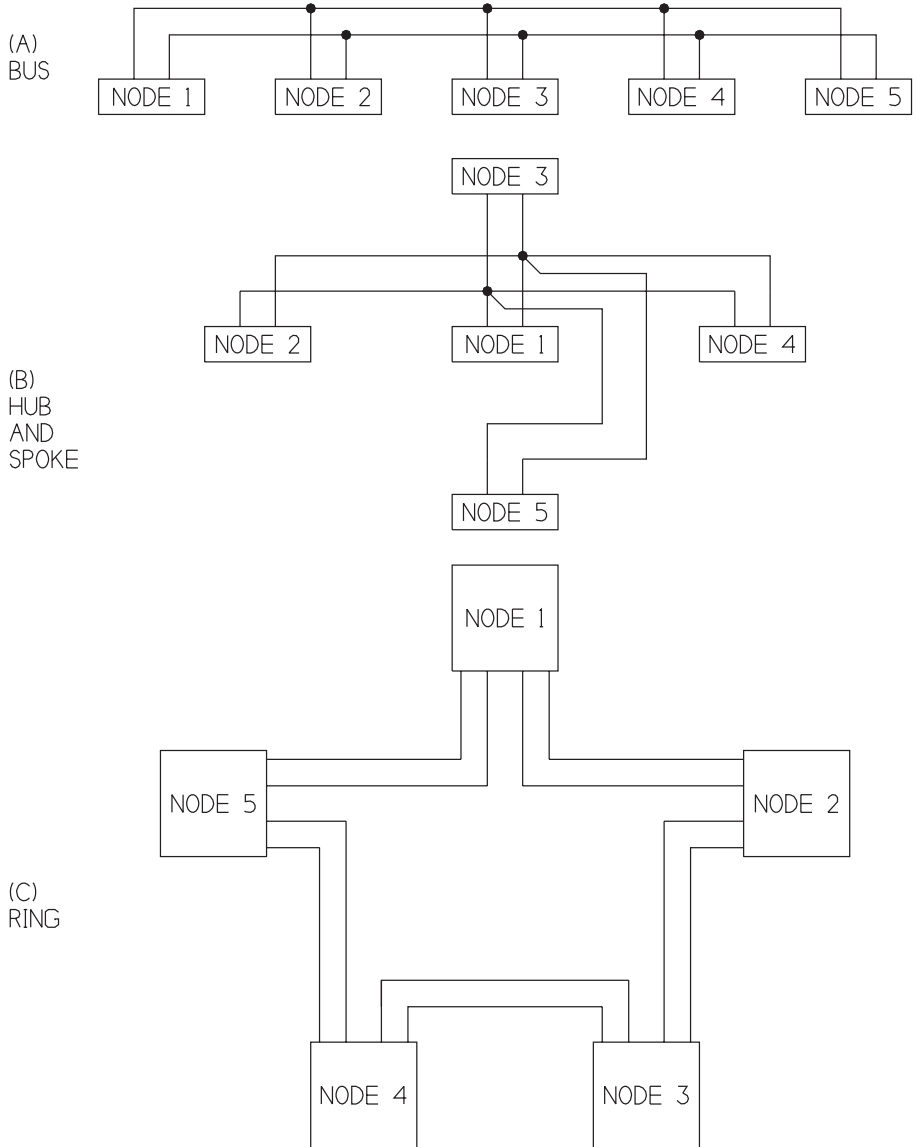 (A)
BUS
NODE 1
NODE 2
NODE 3
NODE 4
NODE 5
NODE 3
NODE 2
NODE 1
NODE 4
(B)
HUB
AND
SPOKE
NODE 5
NODE 1
NODE 5
NODE 2
(C)
RING
NODE 4
NODE 3